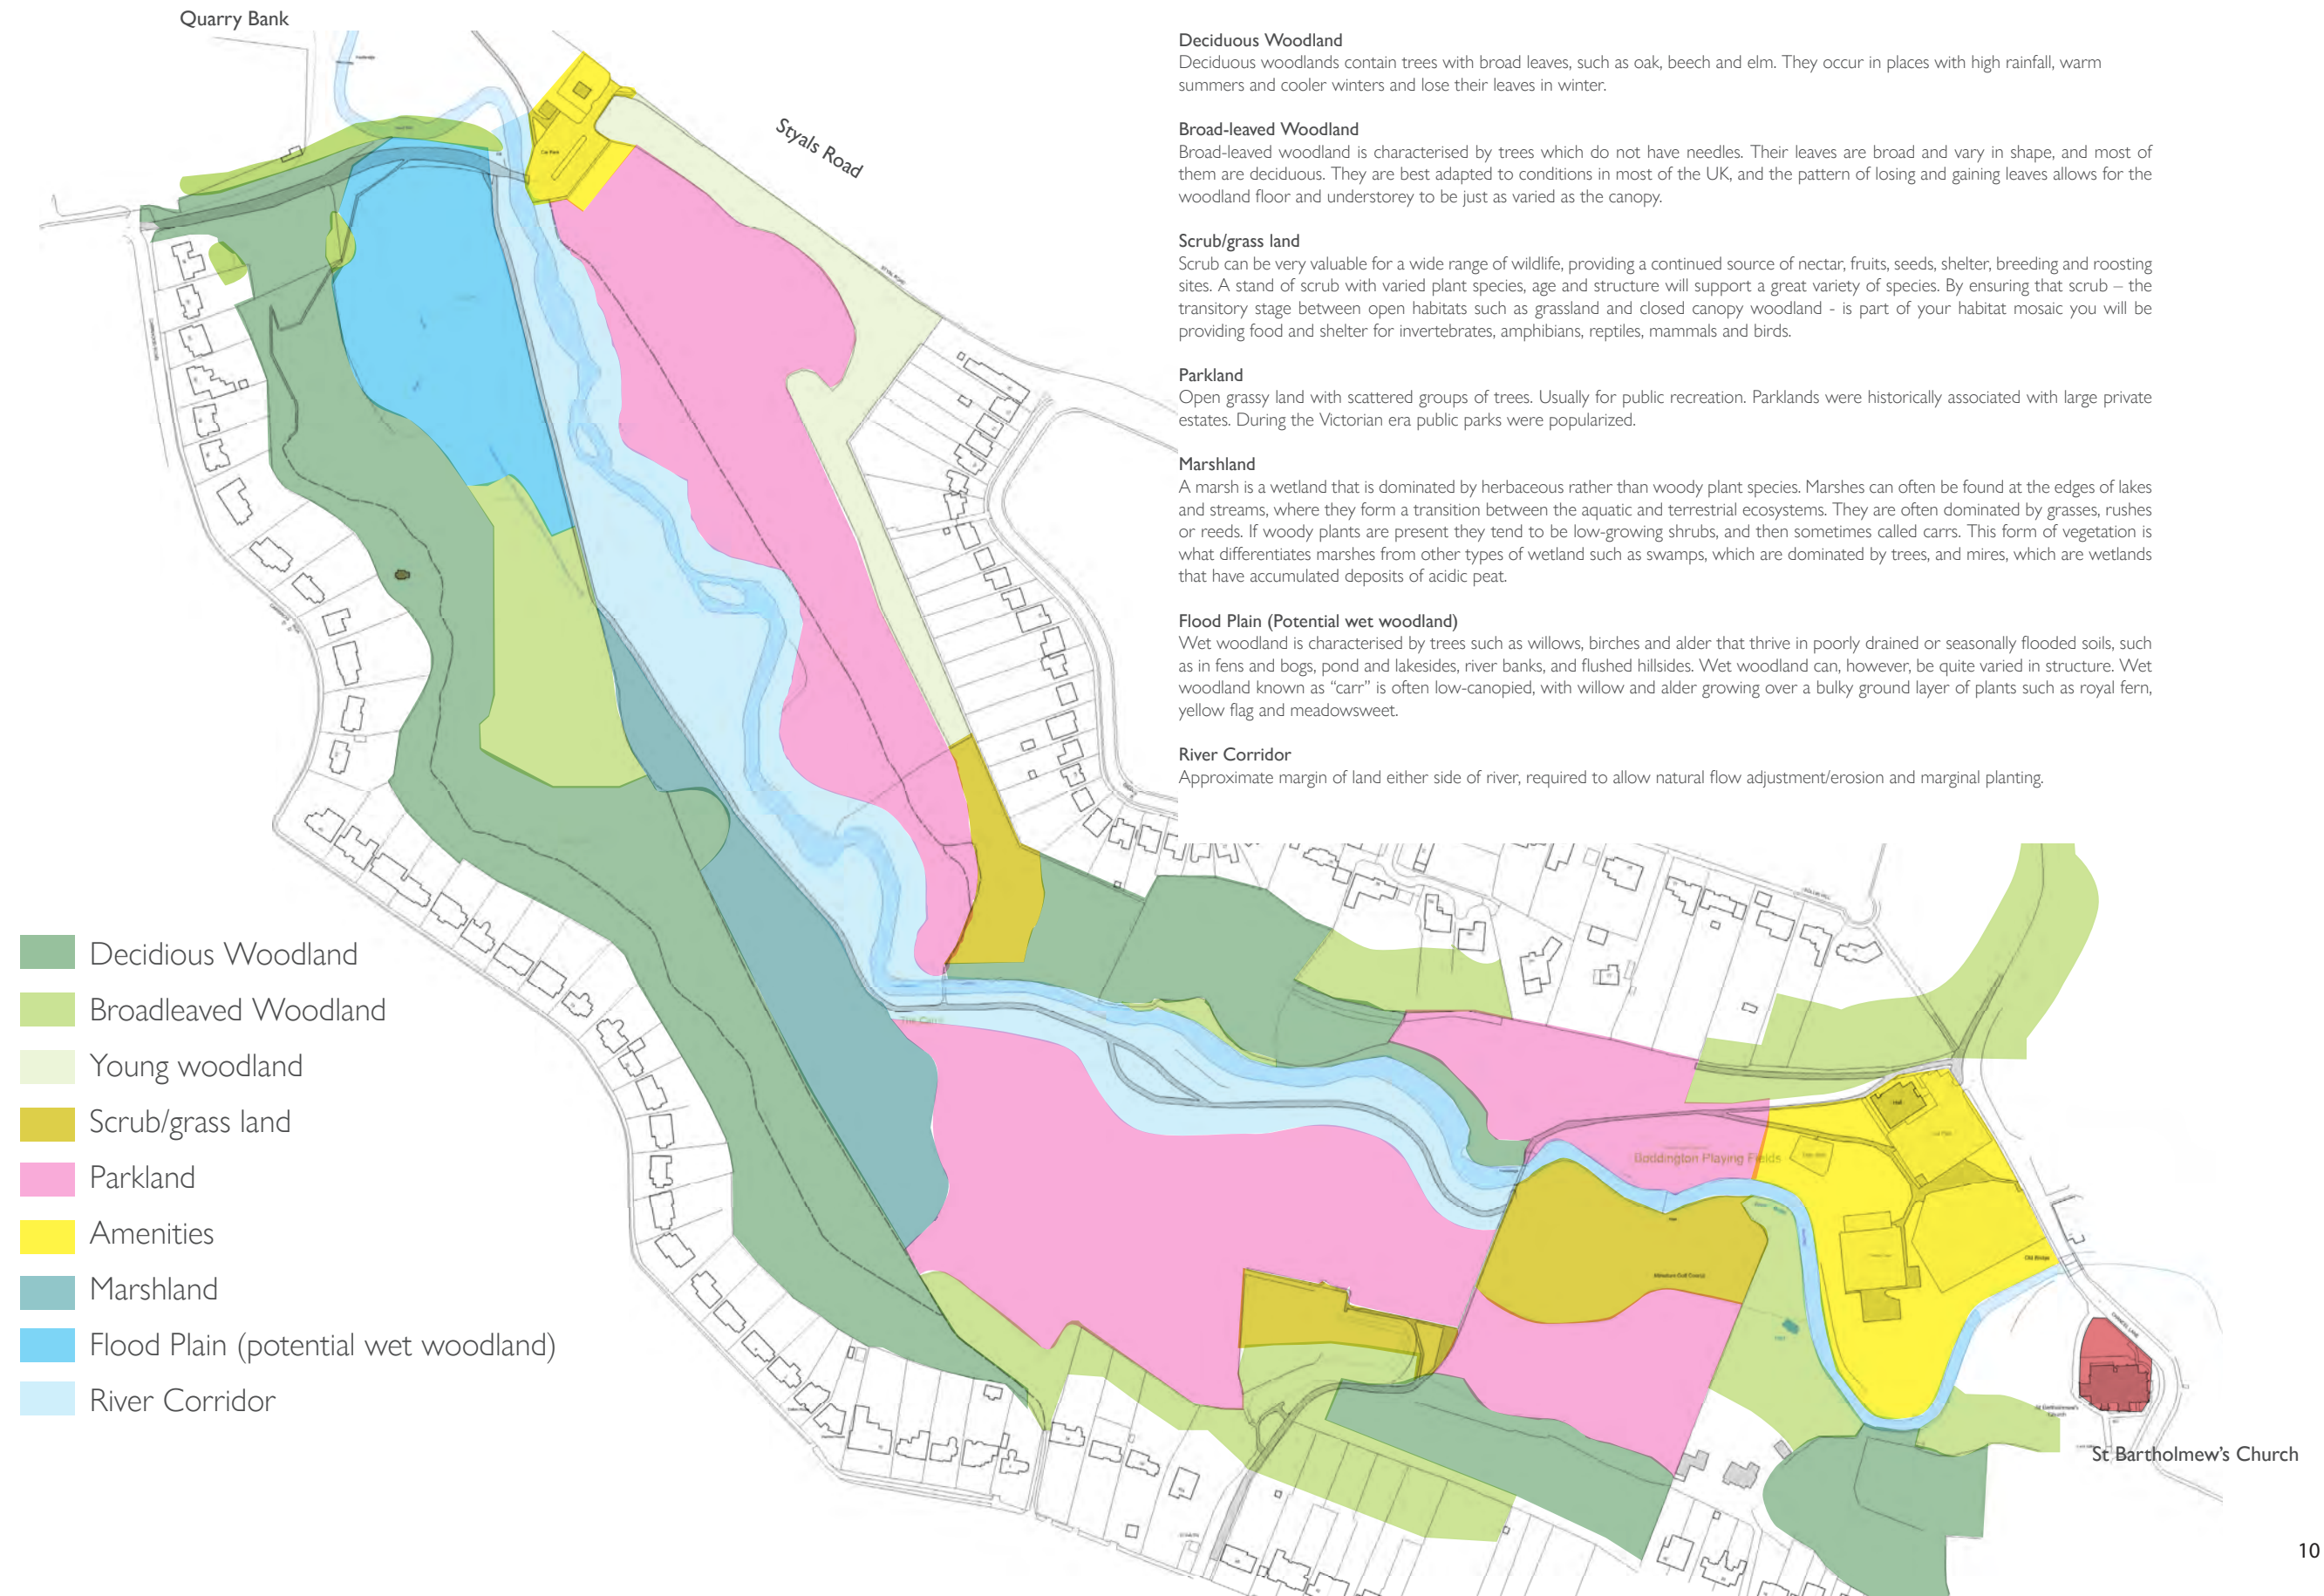 Quarry Bank
Styals Road
Deciduous Woodland
Deciduous woodlands contain trees with broad leaves, such as oak, beech and elm. They occur in places with high rainfall, warm
summers and cooler winters and lose their leaves in winter.
Broad-leaved Woodland
Broad-leaved woodland is characterised by trees which do not have needles. Their leaves are broad and vary in shape, and most of
them are deciduous. They are best adapted to conditions in most of the UK, and the pattern of losing and gaining leaves allows for the
woodland floor and understorey to be just as varied as the canopy.
Scrub/grass land
Scrub can be very valuable for a wide range of wildlife, providing a continued source of nectar, fruits, seeds, shelter, breeding and roosting
sites. A stand of scrub with varied plant species, age and structure will support a great variety of species. By ensuring that scrub – the
transitory stage between open habitats such as grassland and closed canopy woodland - is part of your habitat mosaic you will be
providing food and shelter for invertebrates, amphibians, reptiles, mammals and birds.
Parkland
Open grassy land with scattered groups of trees. Usually for public recreation. Parklands were historically associated with large private
estates. During the Victorian era public parks were popularized.
Marshland
A marsh is a wetland that is dominated by herbaceous rather than woody plant species. Marshes can often be found at the edges of lakes
and streams, where they form a transition between the aquatic and terrestrial ecosystems. They are often dominated by grasses, rushes
or reeds. If woody plants are present they tend to be low-growing shrubs, and then sometimes called carrs. This form of vegetation is
what differentiates marshes from other types of wetland such as swamps, which are dominated by trees, and mires, which are wetlands
that have accumulated deposits of acidic peat.
Flood Plain (Potential wet woodland)
Wet woodland is characterised by trees such as willows, birches and alder that thrive in poorly drained or seasonally flooded soils, such
as in fens and bogs, pond and lakesides, river banks, and flushed hillsides. Wet woodland can, however, be quite varied in structure. Wet
woodland known as “carr” is often low-canopied, with willow and alder growing over a bulky ground layer of plants such as royal fern,
yellow flag and meadowsweet.
River Corridor
Approximate margin of land either side of river, required to allow natural flow adjustment/erosion and marginal planting.
Decidious Woodland
Broadleaved Woodland
Young woodland
Scrub/grass land
Parkland
Amenities
Marshland
Flood Plain (potential wet woodland)
River Corridor
Car Park
The Carrs
Boddington Playing Fields
Hall
Miniature Golf Course
Old Bridge
CHANCEL LANE
St Bartholomew's
Church
St Bartholmew's Church
10